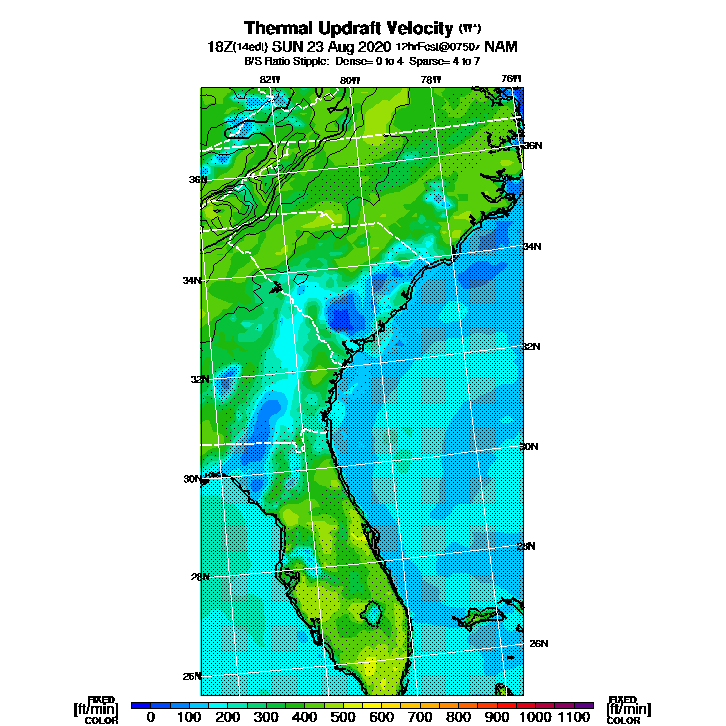 Thermal Updraft Velocity (W*)
18Z(14edt) SUN 23 Aug 2020 12hrFcst@0750z NAM
B/S Ratio Stipple: Dense= 0 to 4 Sparse= 4 to 7
82W 80W 78W 76W
36N
36N
34N
34N
32N
32N
30N
30N
28N
28N
26N
26N
FIXED [ft/min] COLOR
0 100 200 300 400 500 600 700 800 900 1000 1100
FIXED [ft/min] COLOR